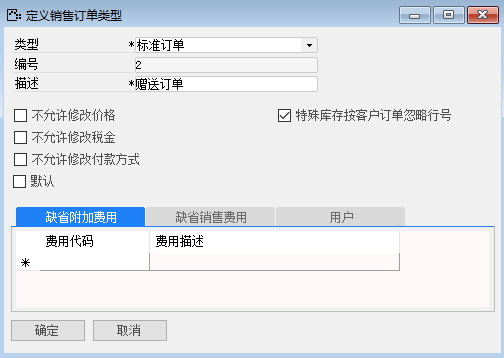 定义销售订单类型
类型 *标准订单
编号 2
描述 *赠送订单
不允许修改价格 特殊库存按客户订单忽略行号
不允许修改税金
不允许修改付款方式
默认
缺省附加费用 缺省销售费用 用户
费用代码 费用描述
*
确定 取消